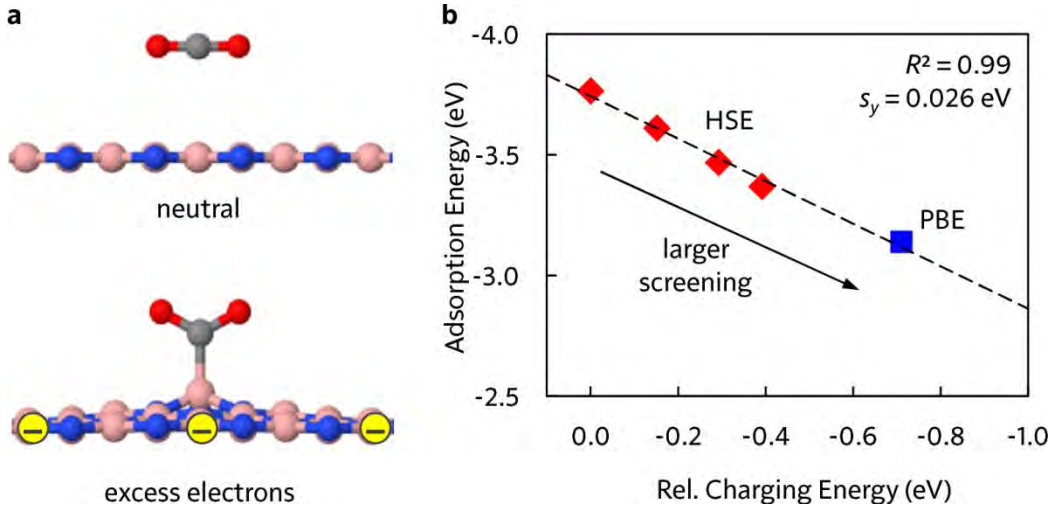 a
neutral
−
−
−
excess electrons
b
Adsorption Energy (eV)
-4.0
-3.5
-3.0
-2.5
R² = 0.99
s_y = 0.026 eV
HSE
PBE
larger
screening
0.0 -0.2 -0.4 -0.6 -0.8 -1.0
Rel. Charging Energy (eV)